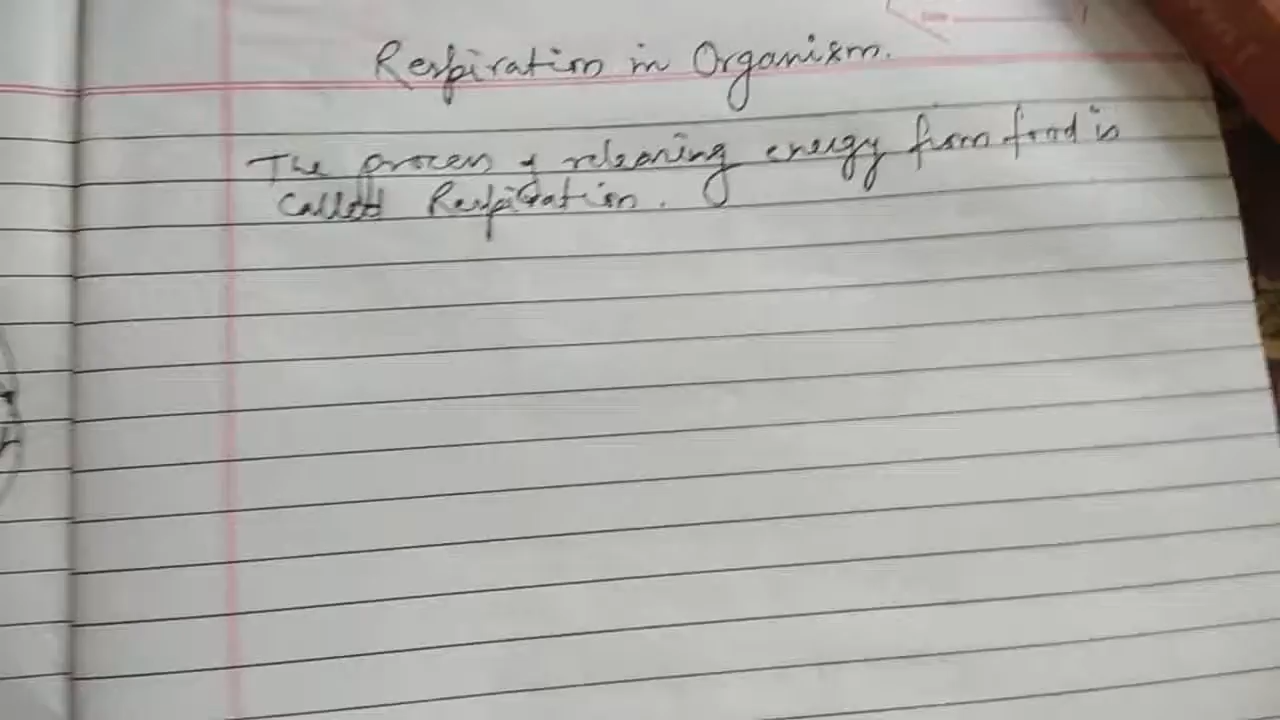 Respiration in Organism.
The process of releasing energy from food is
called Respiration.